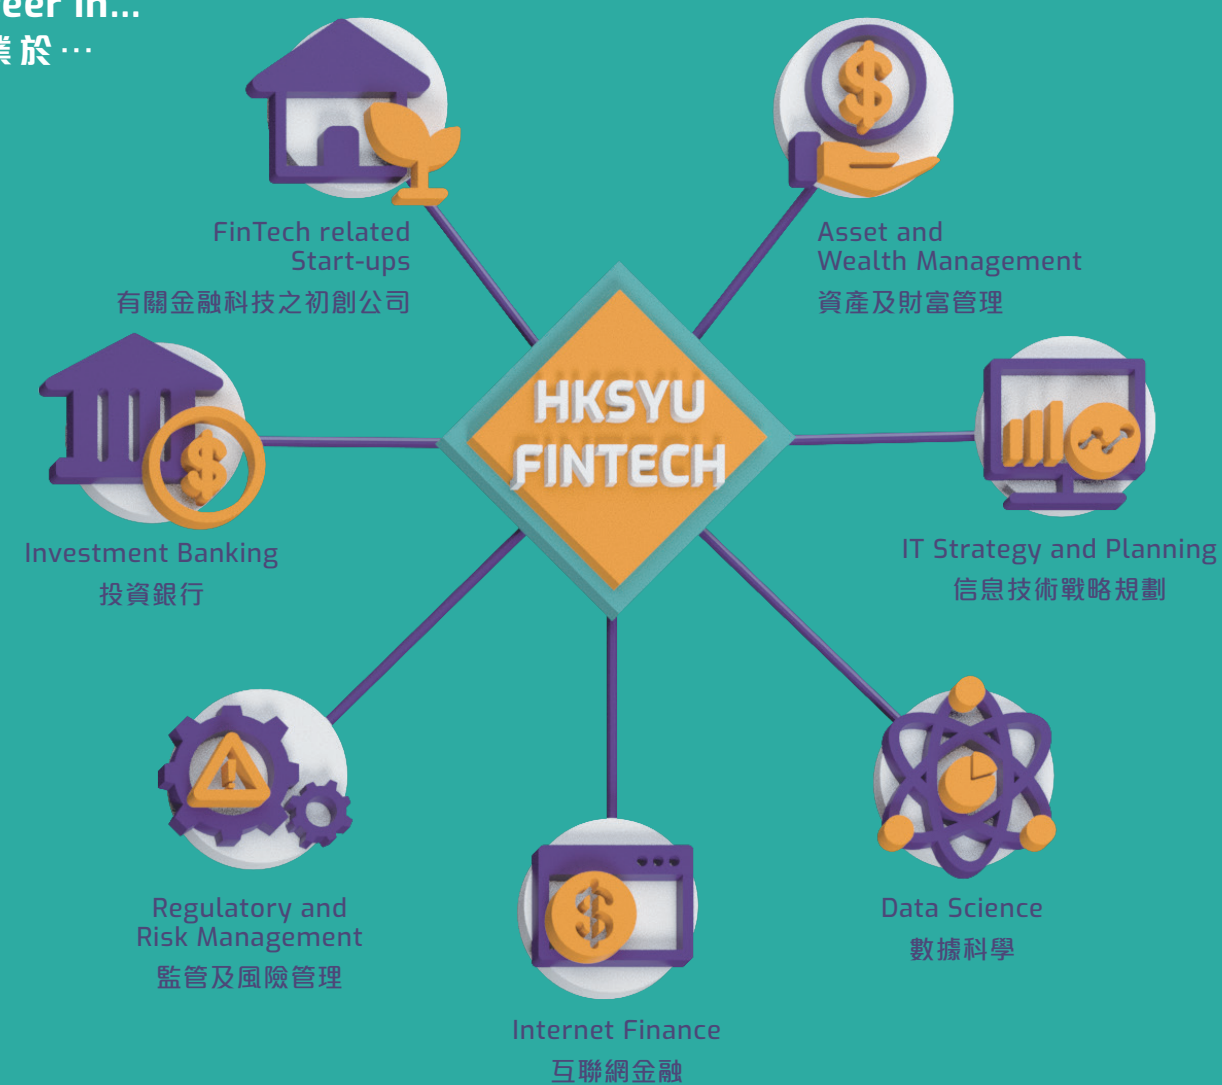 in...
於…
FinTech related
Start-ups
有關金融科技之初創公司
Asset and
Wealth Management
資產及財富管理
HKSYU
FINTECH
Investment Banking
投資銀行
IT Strategy and Planning
信息技術戰略規劃
Regulatory and
Risk Management
監管及風險管理
Data Science
數據科學
Internet Finance
互聯網金融